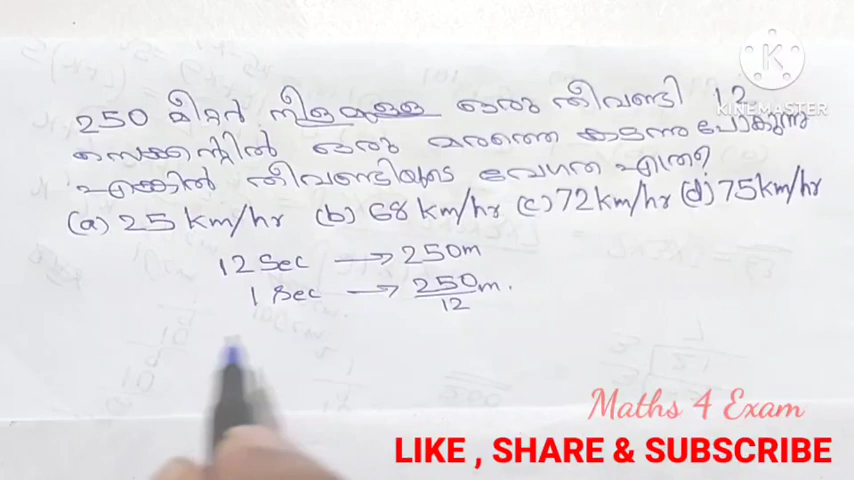 K
KINEMASTER
250 മീറ്റർ നീളമുള്ള ഒരു തീവണ്ടി 12
സെക്കന്റിൽ ഒരു മരത്തെ കടന്നു പോകുന്നു
എങ്കിൽ തീവണ്ടിയുടെ വേഗത എത്ര?
(a) 25 km/hr (b) 68 km/hr (c) 72 km/hr (d) 75 km/hr
12 Sec → 250m
1 Sec → 250/12 m.
Maths 4 Exam
LIKE , SHARE & SUBSCRIBE